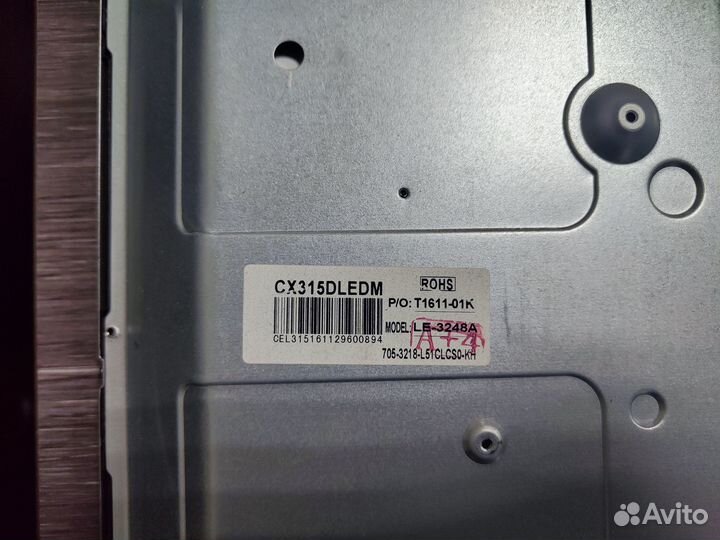 CX315DLEDM
ROHS
P/O: T1611-01K
MODEL: LE-3248A
CEL315161129600894
A+4
705-3218-L51CLCS0-KH
Avito